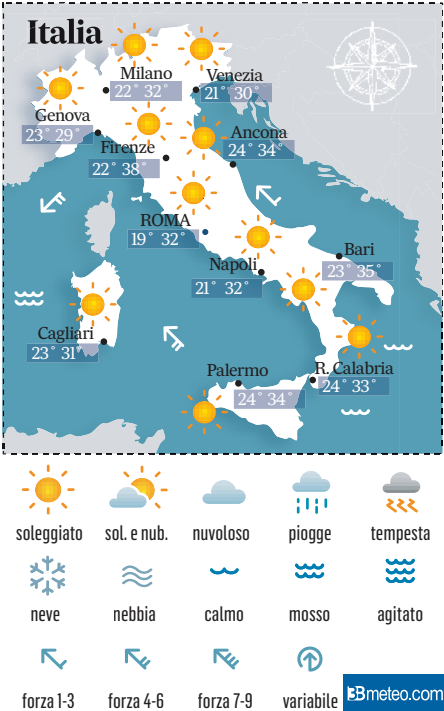 Italia
Milano
22° 32°
Venezia
21° 30°
Genova
23° 29°
Firenze
22° 38°
Ancona
24° 34°
ROMA
19° 32°
Napoli
21° 32°
Bari
23° 35°
Cagliari
23° 31°
Palermo
24° 34°
R. Calabria
24° 33°
soleggiato sol. e nub. nuvoloso piogge tempesta
neve nebbia calmo mosso agitato
forza 1-3 forza 4-6 forza 7-9 variabile
3Bmeteo.com